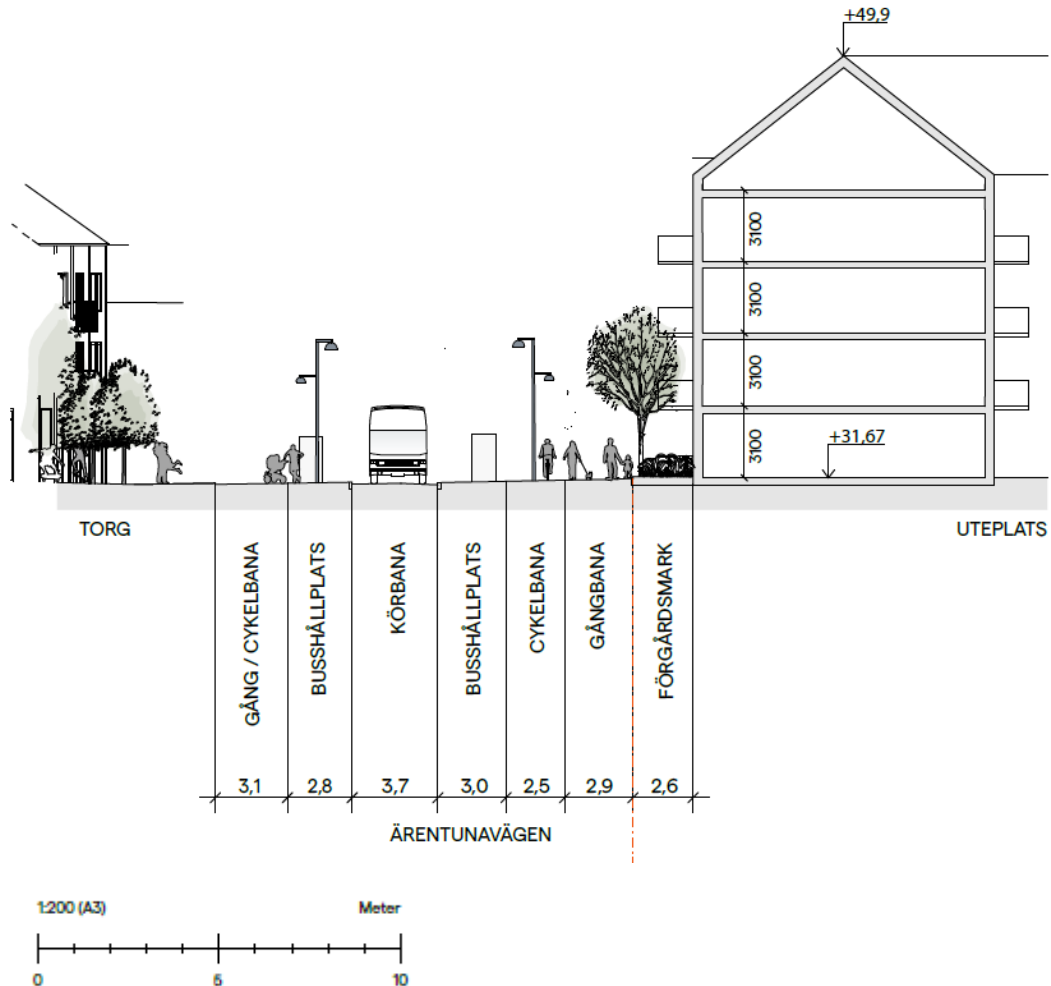 +49,9
3100
3100
3100
3100
+31,67
TORG
UTEPLATS
GÅNG / CYKELBANA
BUSSHÅLLPLATS
KÖRBANA
BUSSHÅLLPLATS
CYKELBANA
GÅNGBANA
FÖRGÅRDSMARK
3,1 2,8 3,7 3,0 2,5 2,9 2,6
ÄRENTUNAVÄGEN
1:200 (A3) Meter
0 5 10